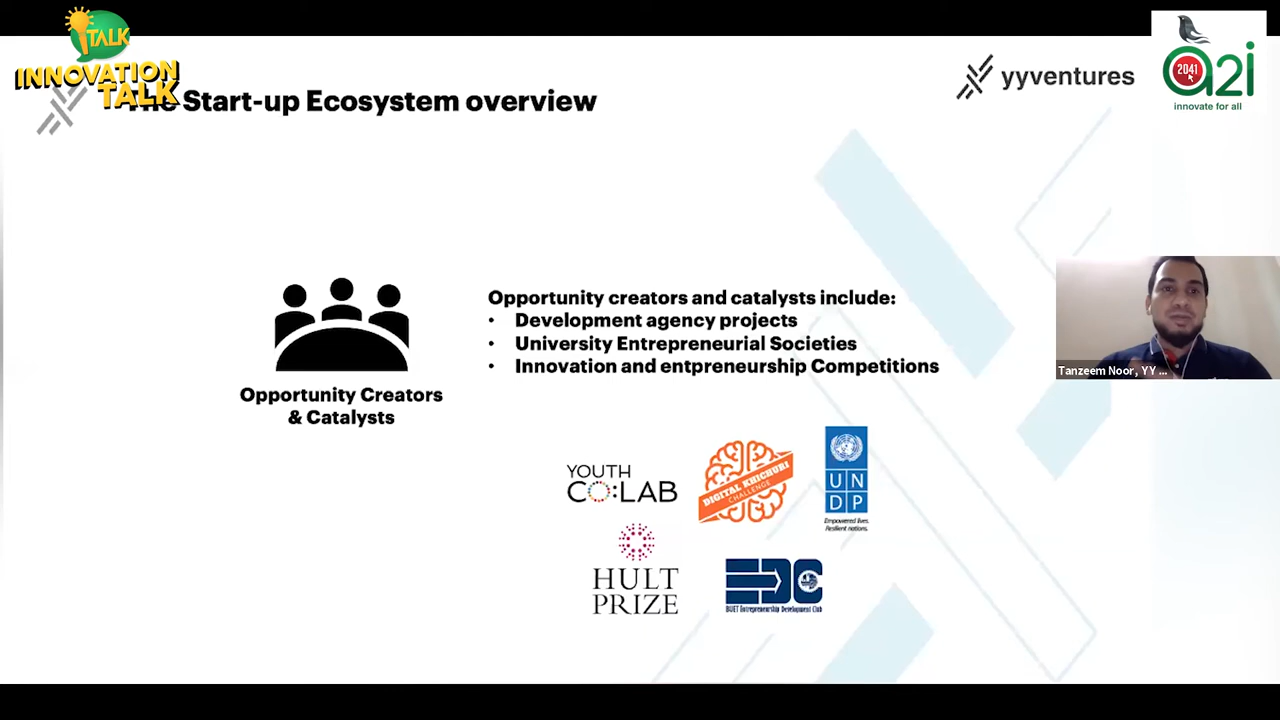 iTALK
INNOVATION
TALK
The Start-up Ecosystem overview
yyventures
2041
a2i
innovate for all
Opportunity creators and catalysts include:
• Development agency projects
• University Entrepreneurial Societies
• Innovation and entpreneurship Competitions
Opportunity Creators
& Catalysts
Tanzeem Noor, YY ...
YOUTH
CO:LAB
DIGITAL KHICHURI
CHALLENGE
U N
D P
Empowered lives.
Resilient nations.
HULT
PRIZE
EDC
BUET Entrepreneurship Development Club